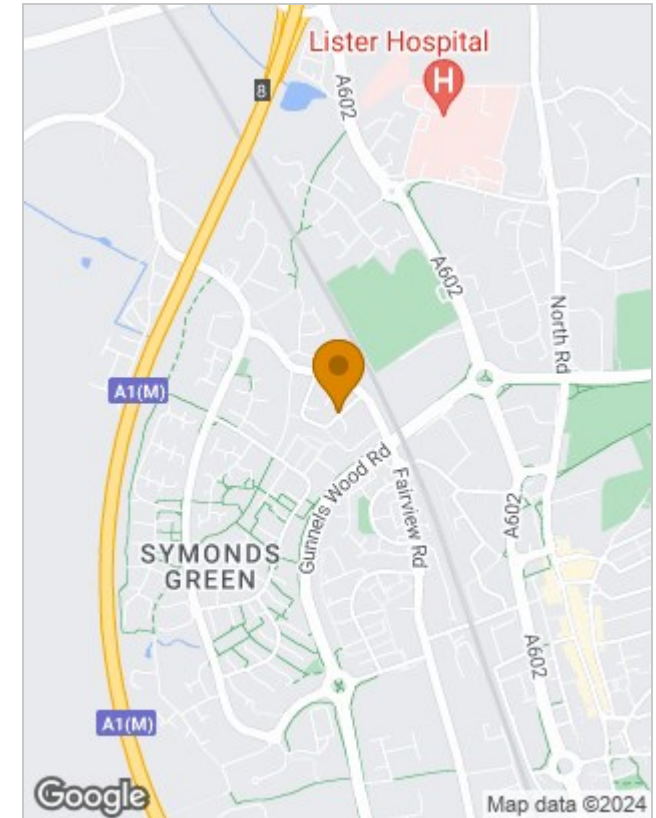 Lister Hospital
H
8
A602
A602
North Rd
A1(M)
Gunnels Wood Rd
Fairview Rd
A602
SYMONDS
GREEN
A602
A1(M)
Google
Map data ©2024